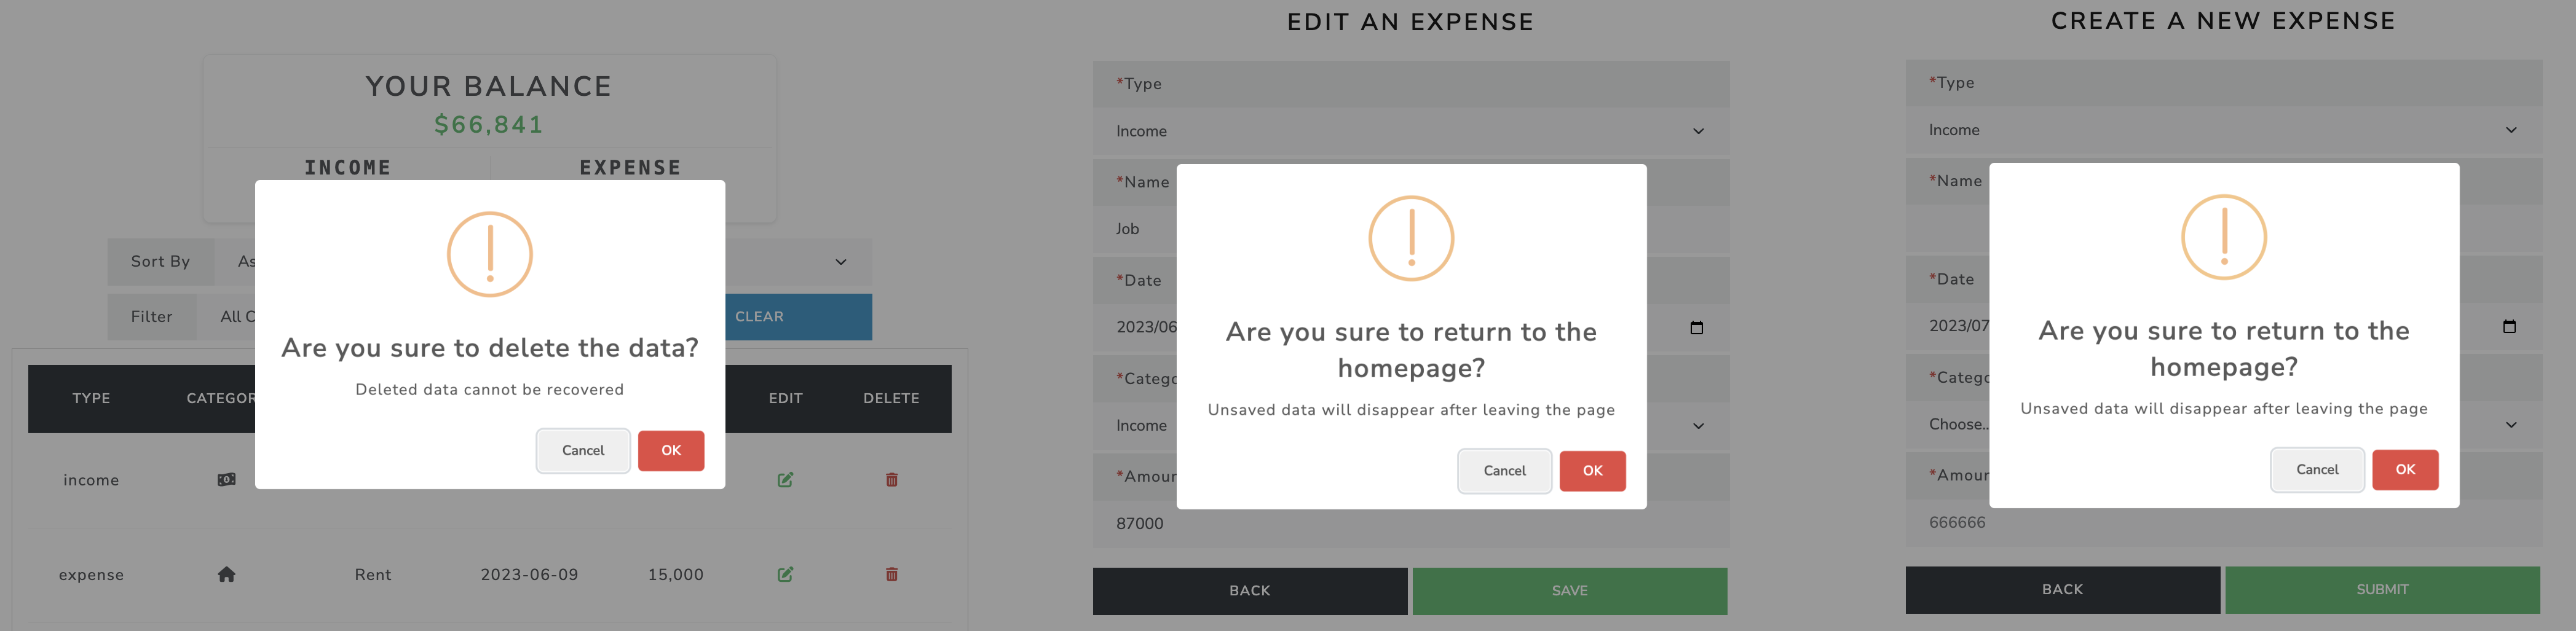 YOUR BALANCE
$66,841
INCOME EXPENSE
Sort By As
Filter All C CLEAR
Are you sure to delete the data?
Deleted data cannot be recovered
Cancel OK
TYPE CATEGOR EDIT DELETE
income
expense Rent 2023-06-09 15,000
EDIT AN EXPENSE
*Type
Income
*Name
Job
*Date
2023/06
*Catego
Income
*Amoun
87000
Are you sure to return to the
homepage?
Unsaved data will disappear after leaving the page
Cancel OK
BACK SAVE
CREATE A NEW EXPENSE
*Type
Income
*Name
*Date
2023/07
*Catego
Choose..
*Amoun
666666
Are you sure to return to the
homepage?
Unsaved data will disappear after leaving the page
Cancel OK
BACK SUBMIT